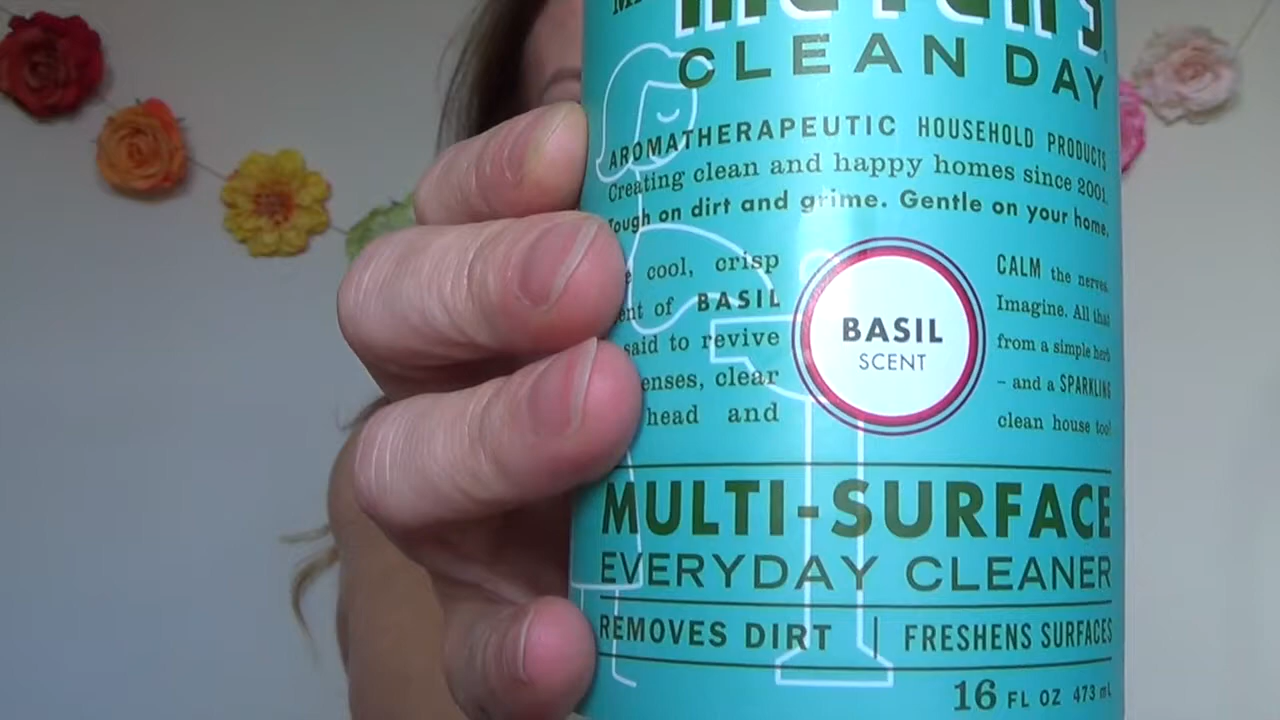 CLEAN DAY
AROMATHERAPEUTIC HOUSEHOLD PRODUCTS
Creating clean and happy homes since 2001.
Tough on dirt and grime. Gentle on your home.
cool, crisp
BASIL
said to revive
clear
head and
BASIL
SCENT
CALM the nerves.
Imagine. All that
from a simple herb
– and a SPARKLING
clean house too!
MULTI-SURFACE
EVERYDAY CLEANER
REMOVES DIRT | FRESHENS SURFACES
16 FL OZ 473 mL